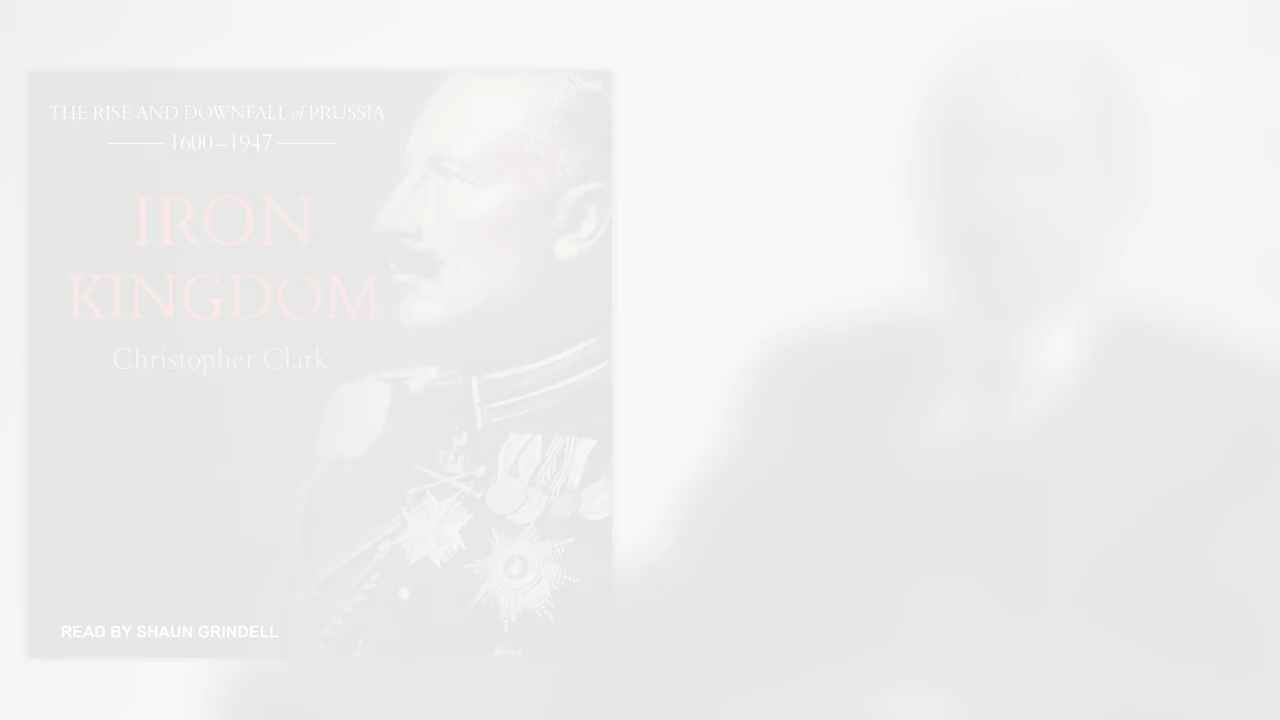 THE RISE AND DOWNFALL of PRUSSIA
1600–1947
IRON
KINGDOM
Christopher Clark
READ BY SHAUN GRINDELL